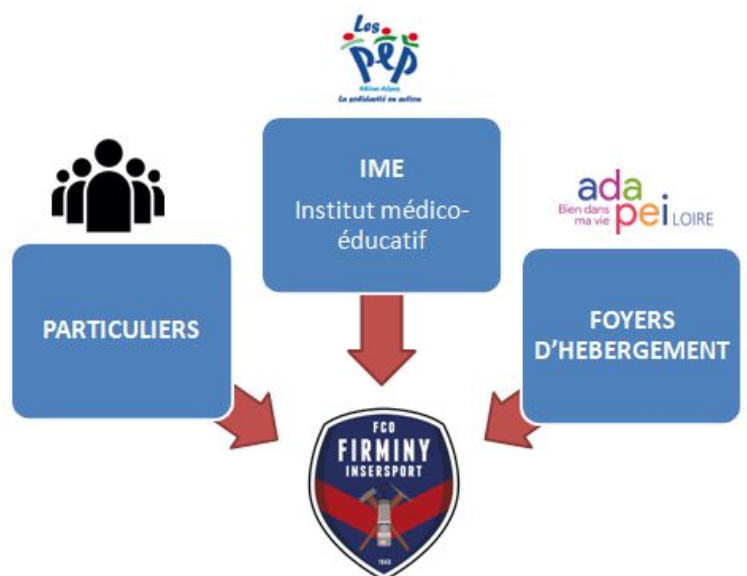 Les
pep
Rhône-Alpes
La solidarité en action
IME
Institut médico-
éducatif
ada
Bien dans
ma vie
pei LOIRE
PARTICULIERS
FOYERS
D'HEBERGEMENT
FCO
FIRMINY
INSERSPORT